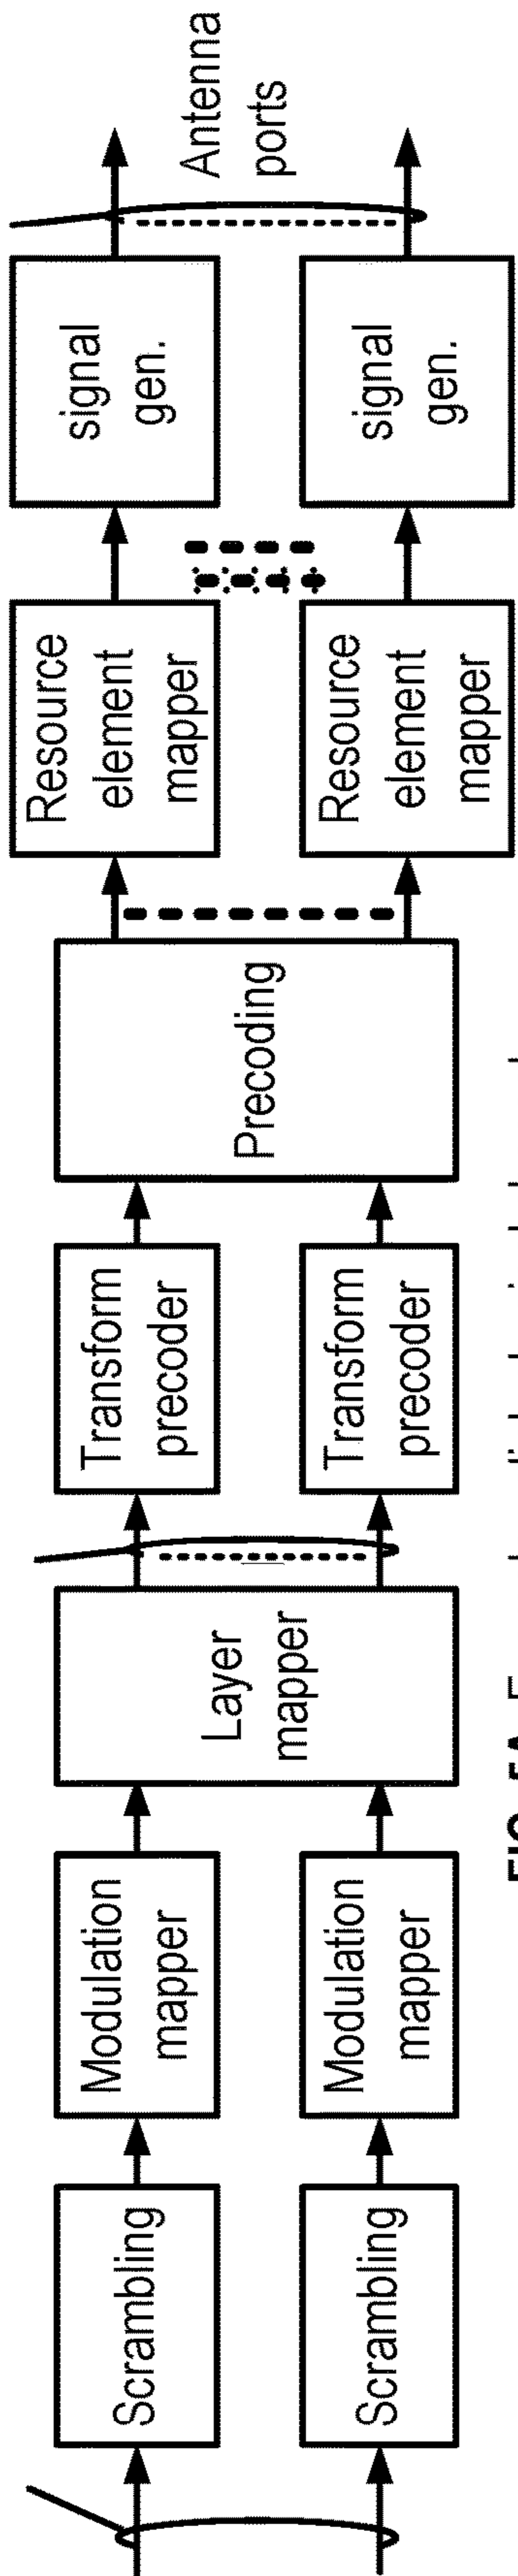 Scrambling
Scrambling
Modulation
mapper
Modulation
mapper
Layer
mapper
Transform
precoder
Transform
precoder
Precoding
Resource
element
mapper
Resource
element
mapper
signal
gen.
signal
gen.
Antenna
ports